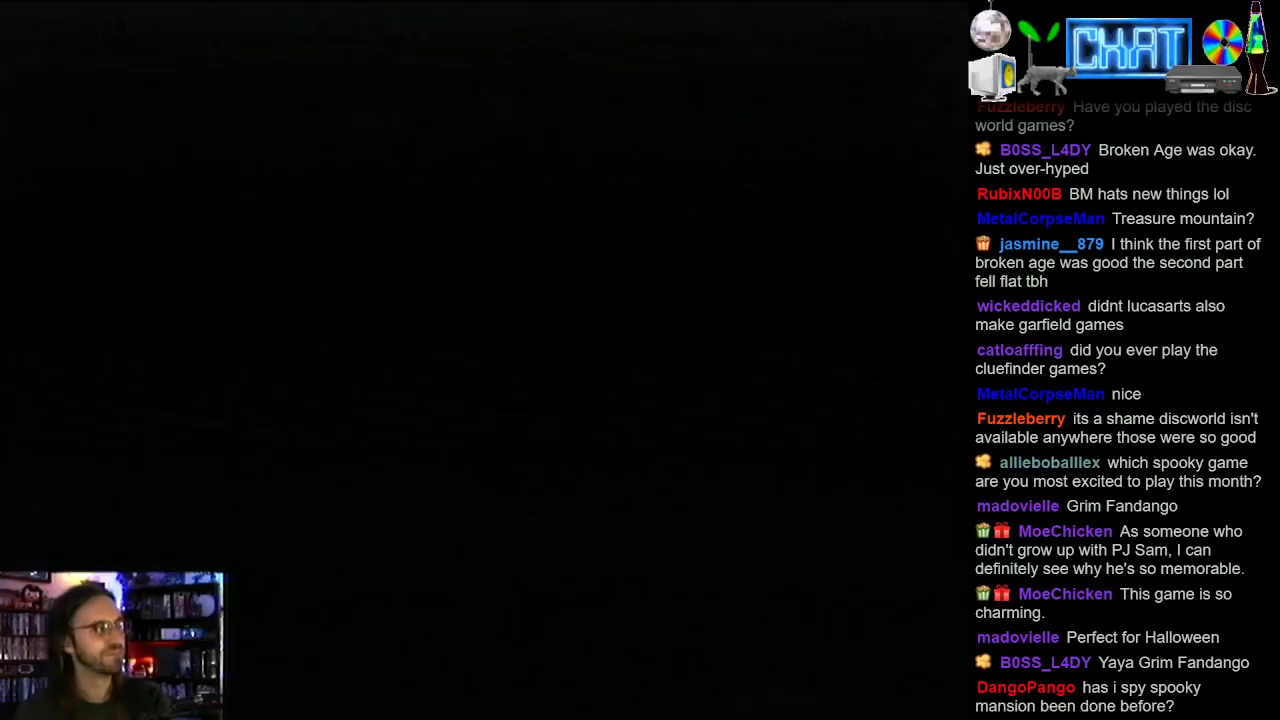 CHAT
Fuzzleberry Have you played the disc
world games?
B0SS_L4DY Broken Age was okay.
Just over-hyped
RubixN00B BM hats new things lol
MetalCorpseMan Treasure mountain?
jasmine__879 I think the first part of
broken age was good the second part
fell flat tbh
wickeddicked didnt lucasarts also
make garfield games
catloafffing did you ever play the
cluefinder games?
MetalCorpseMan nice
Fuzzleberry its a shame discworld isn't
available anywhere those were so good
allieboballlex which spooky game
are you most excited to play this month?
madovielle Grim Fandango
MoeChicken As someone who
didn't grow up with PJ Sam, I can
definitely see why he's so memorable.
MoeChicken This game is so
charming.
madovielle Perfect for Halloween
B0SS_L4DY Yaya Grim Fandango
DangoPango has i spy spooky
mansion been done before?